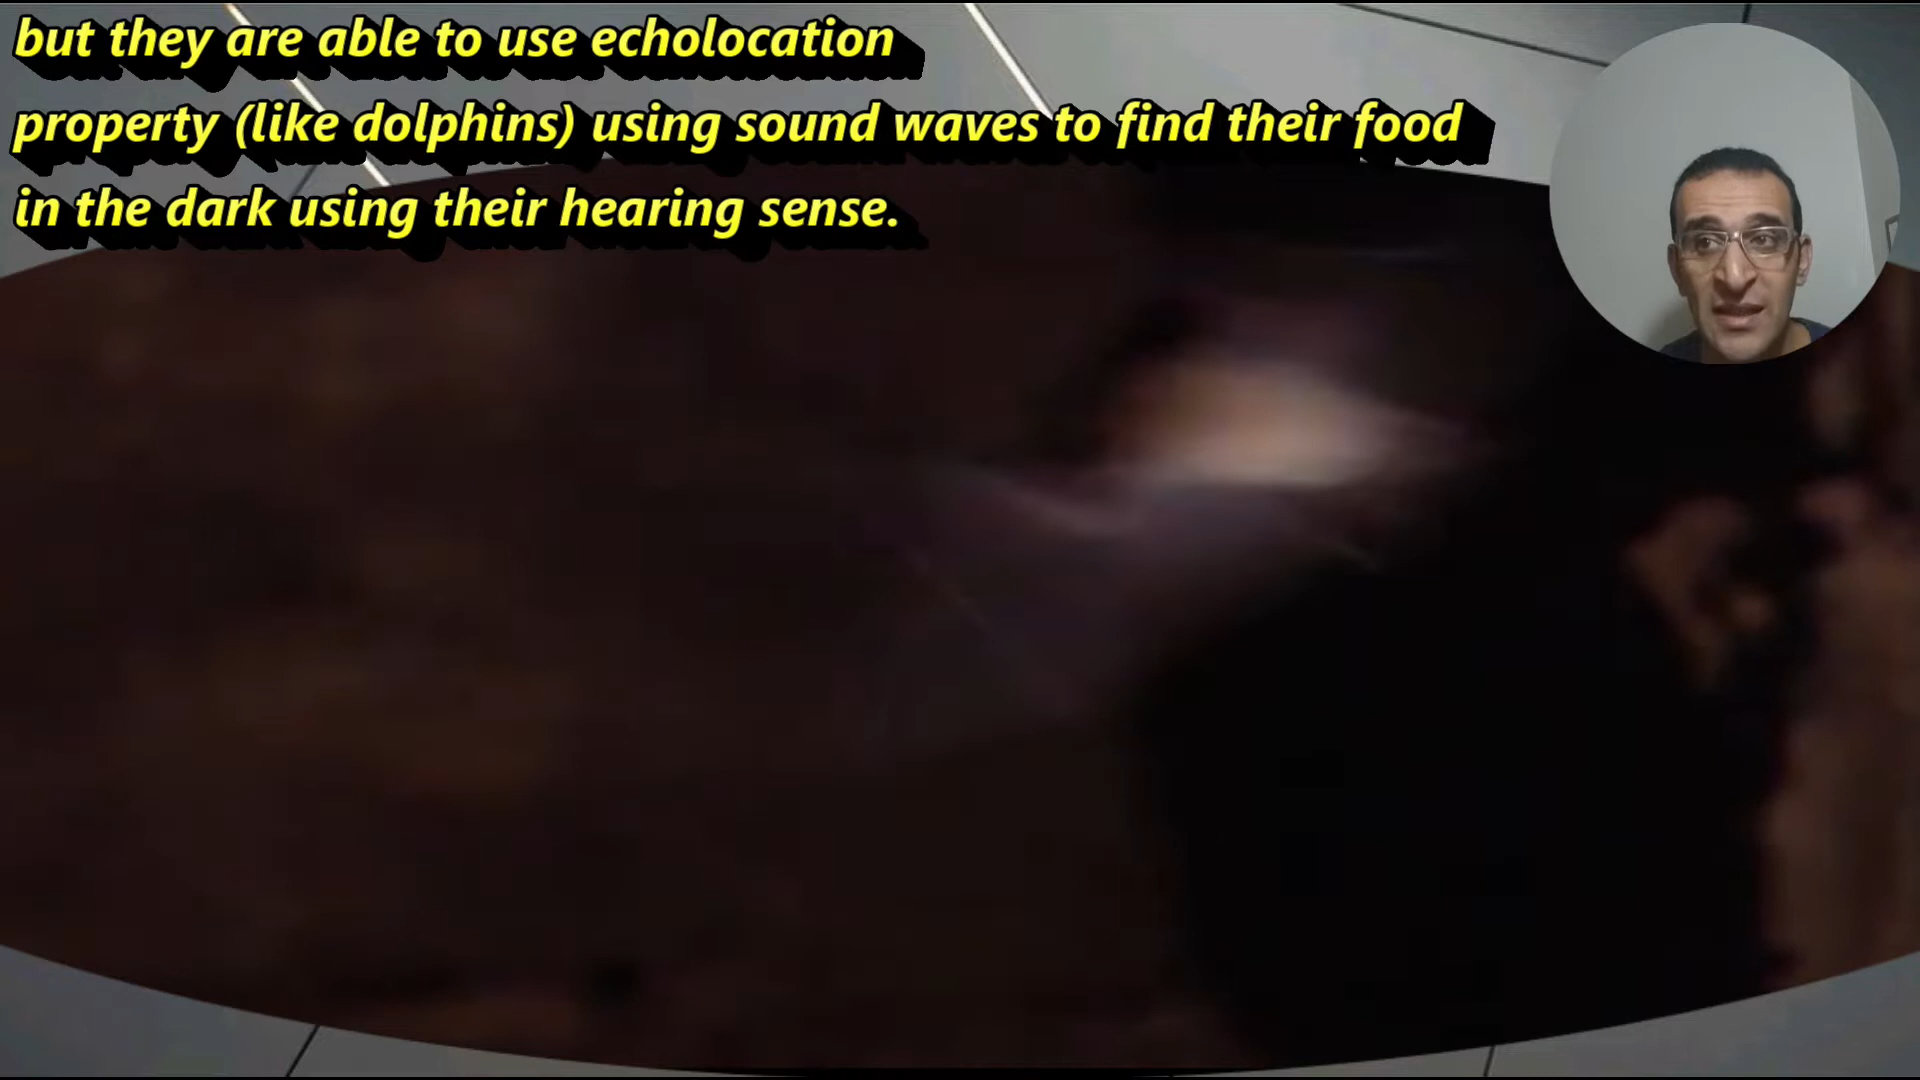 but they are able to use echolocation
property (like dolphins) using sound waves to find their food
in the dark using their hearing sense.